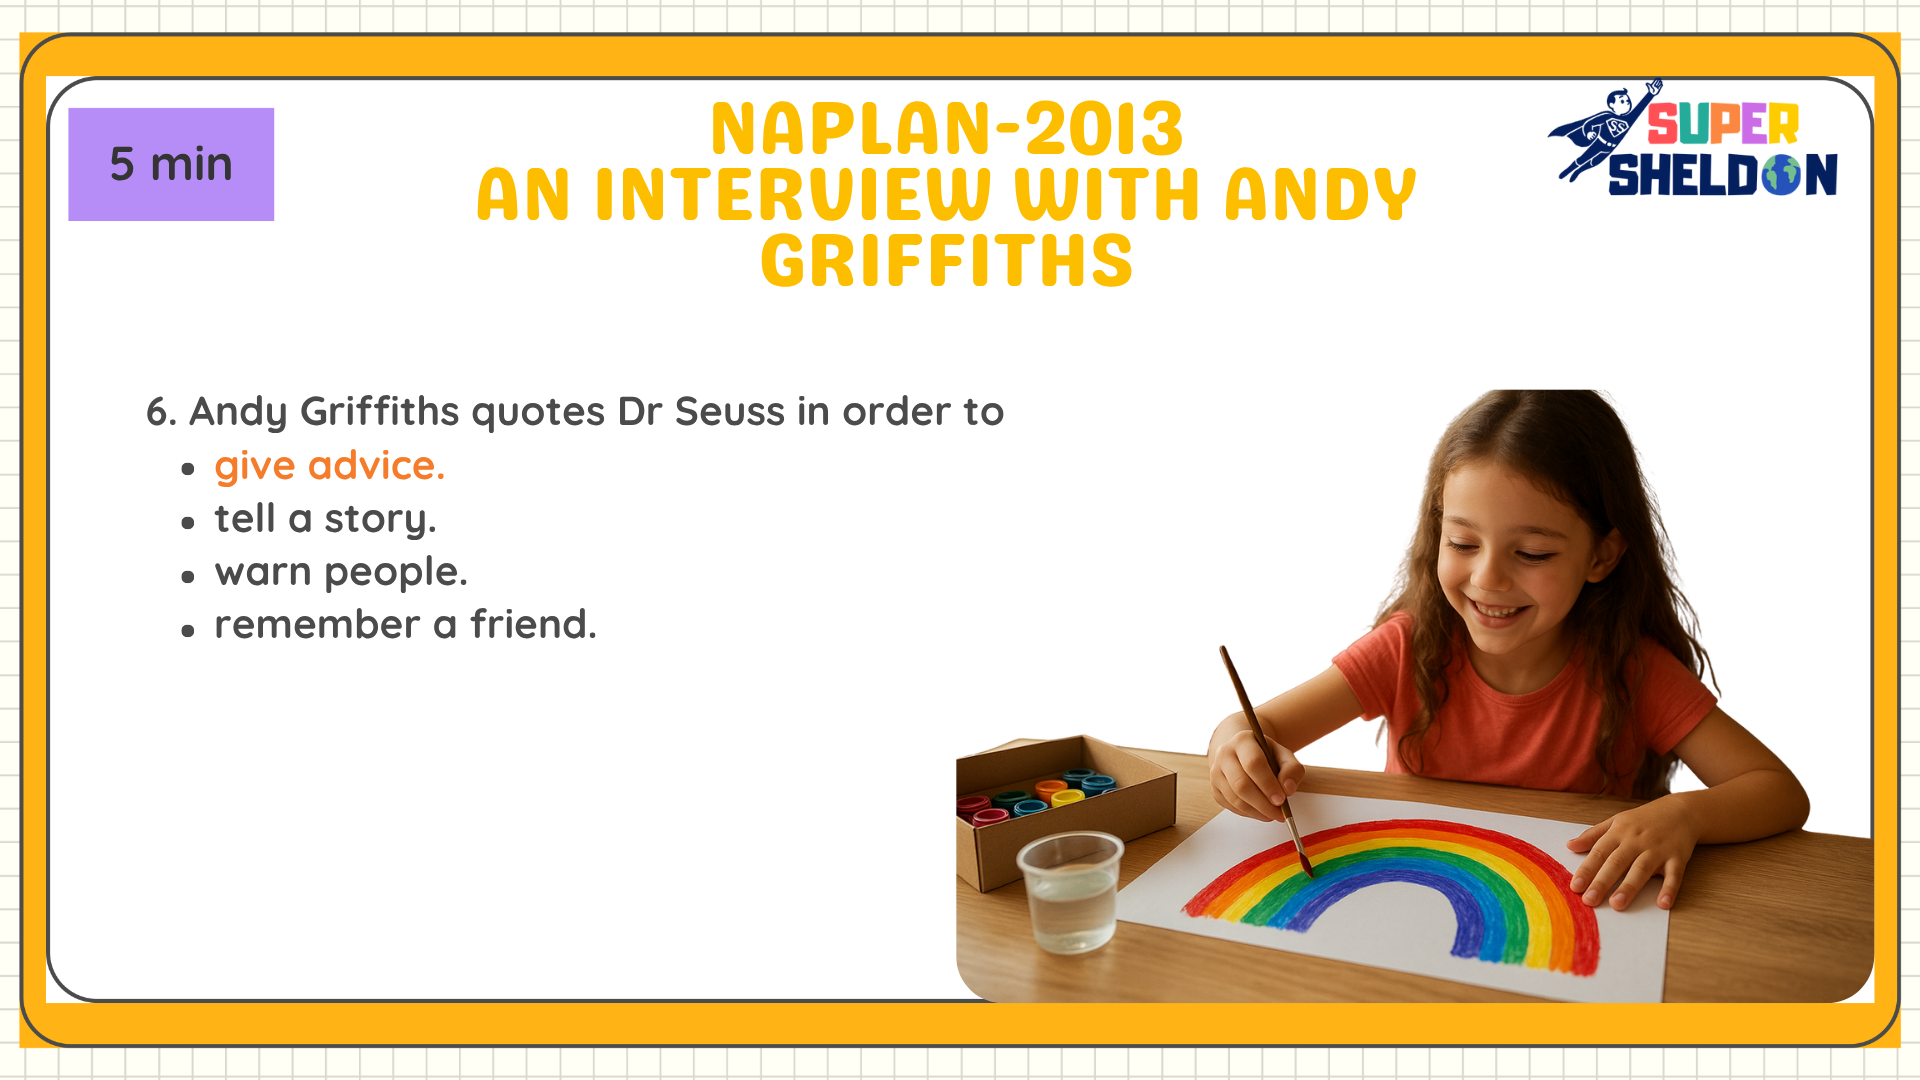 5 min
NAPLAN-2013
AN INTERVIEW WITH ANDY
GRIFFITHS
SUPER
SHELDON
6. Andy Griffiths quotes Dr Seuss in order to
• give advice.
• tell a story.
• warn people.
• remember a friend.